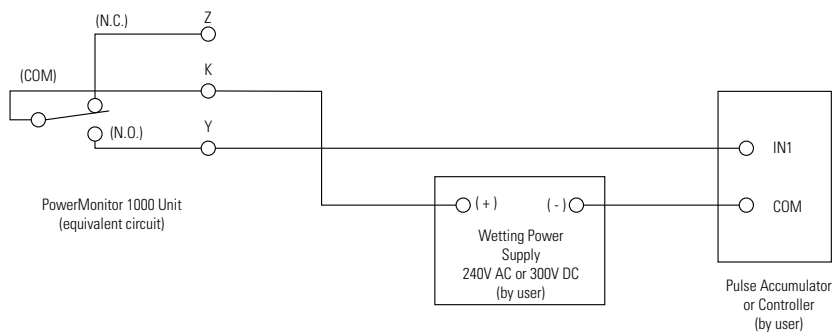 (N.C.)
Z
(COM)
K
(N.O.)
Y
IN1
PowerMonitor 1000 Unit
(equivalent circuit)
(+)
(-)
COM
Wetting Power
Supply
240V AC or 300V DC
(by user)
Pulse Accumulator
or Controller
(by user)